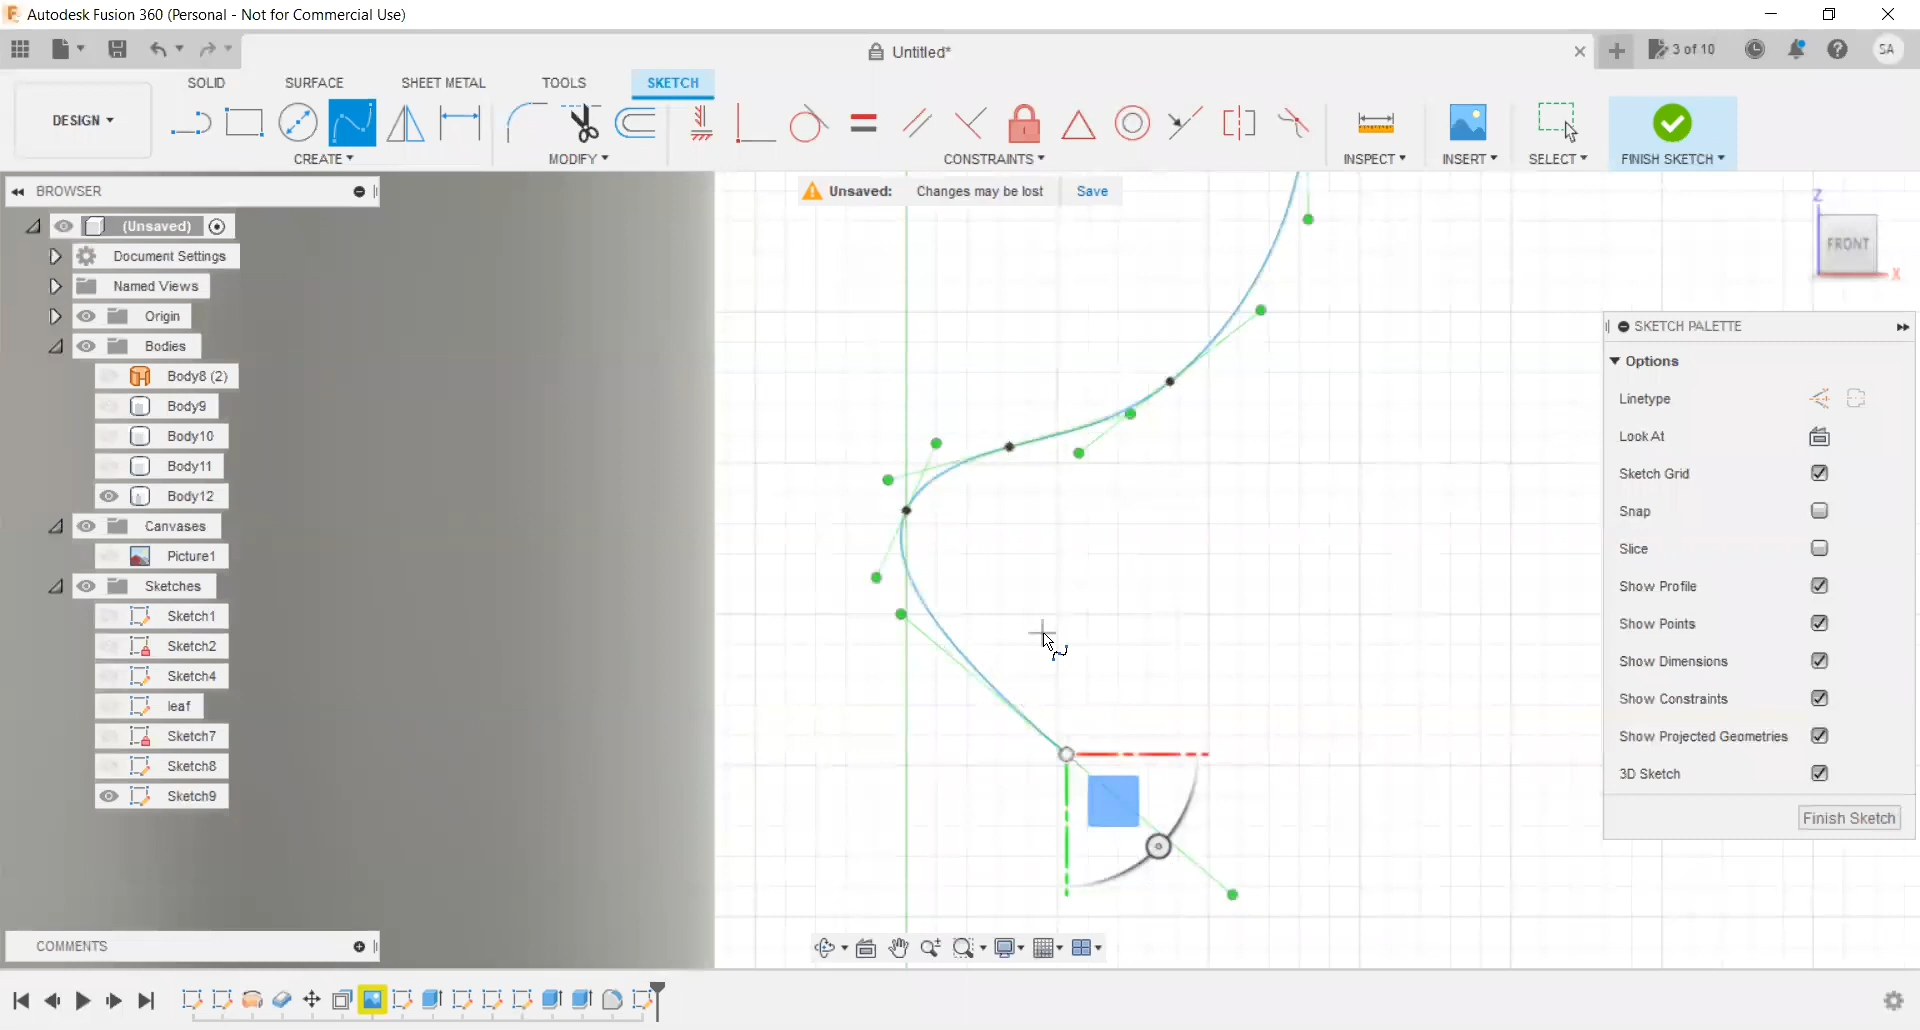 Autodesk Fusion 360 (Personal - Not for Commercial Use)
Untitled*
3 of 10
SA
SOLID
SURFACE
SHEET METAL
TOOLS
SKETCH
DESIGN
CREATE
MODIFY
CONSTRAINTS
INSPECT
INSERT
SELECT
FINISH SKETCH
BROWSER
Unsaved: Changes may be lost Save
(Unsaved)
Document Settings
Named Views
Origin
Bodies
Body8 (2)
Body9
Body10
Body11
Body12
Canvases
Picture1
Sketches
Sketch1
Sketch2
Sketch4
leaf
Sketch7
Sketch8
Sketch9
COMMENTS
Z
FRONT
X
SKETCH PALETTE
Options
Linetype
Look At
Sketch Grid
Snap
Slice
Show Profile
Show Points
Show Dimensions
Show Constraints
Show Projected Geometries
3D Sketch
Finish Sketch